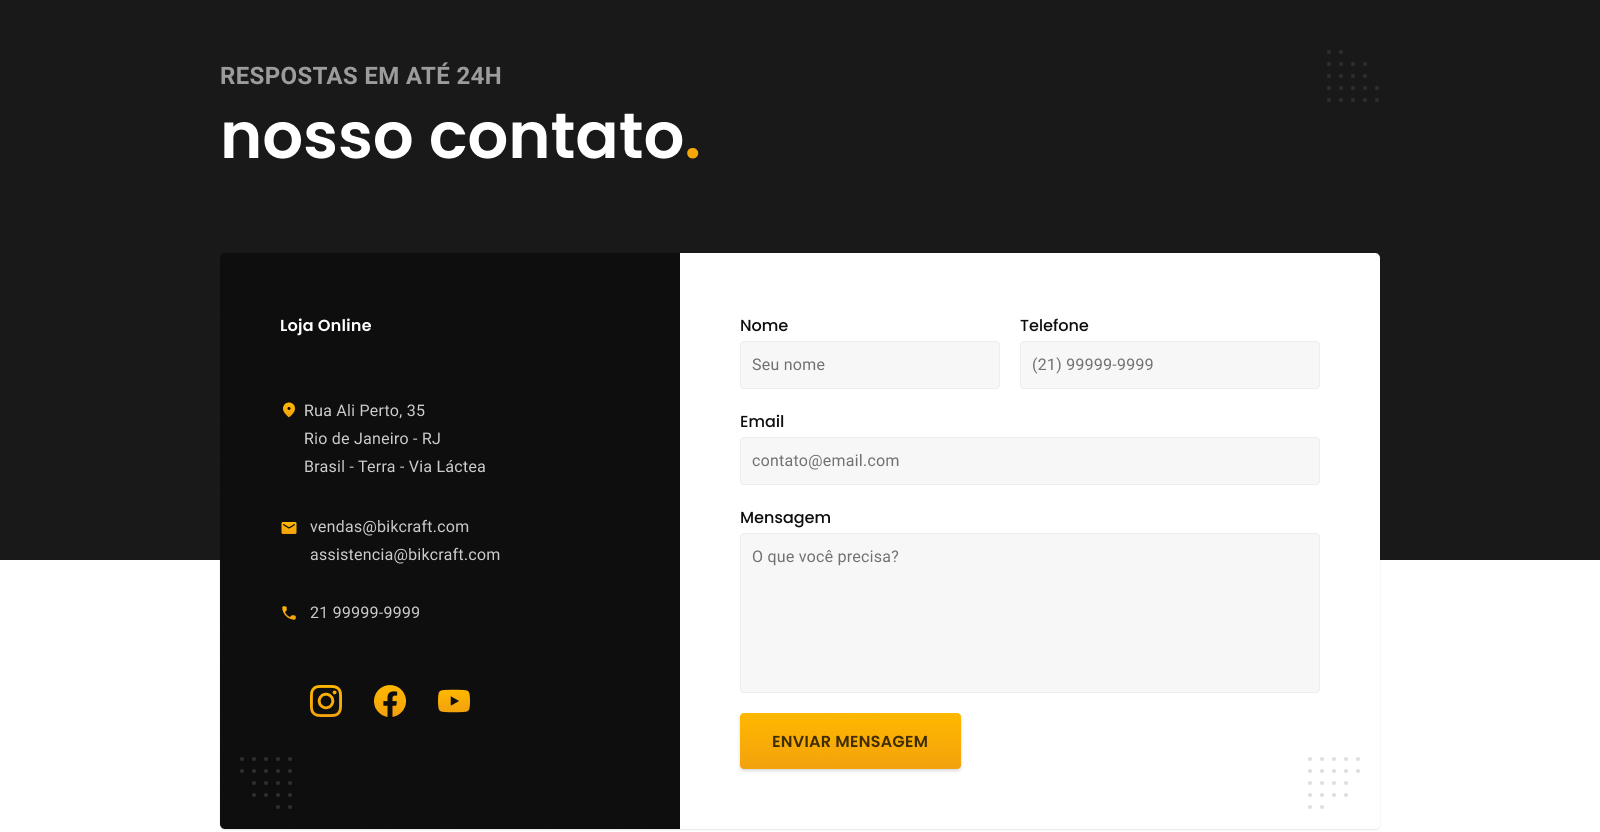 RESPOSTAS EM ATÉ 24H
nosso contato.
Loja Online
Rua Ali Perto, 35
Rio de Janeiro - RJ
Brasil - Terra - Via Láctea
vendas@bikcraft.com
assistencia@bikcraft.com
21 99999-9999
Nome
Seu nome
Telefone
(21) 99999-9999
Email
contato@email.com
Mensagem
O que você precisa?
ENVIAR MENSAGEM